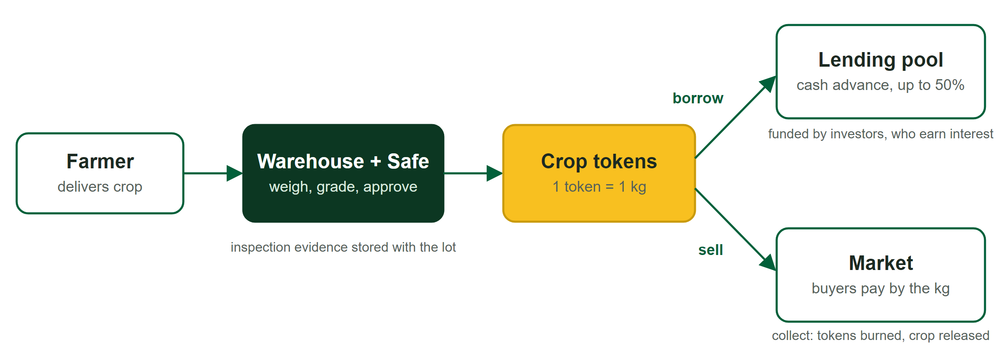 Farmer
delivers crop
Warehouse + Safe
weigh, grade, approve
inspection evidence stored with the lot
Crop tokens
1 token = 1 kg
borrow
Lending pool
cash advance, up to 50%
funded by investors, who earn interest
sell
Market
buyers pay by the kg
collect: tokens burned, crop released